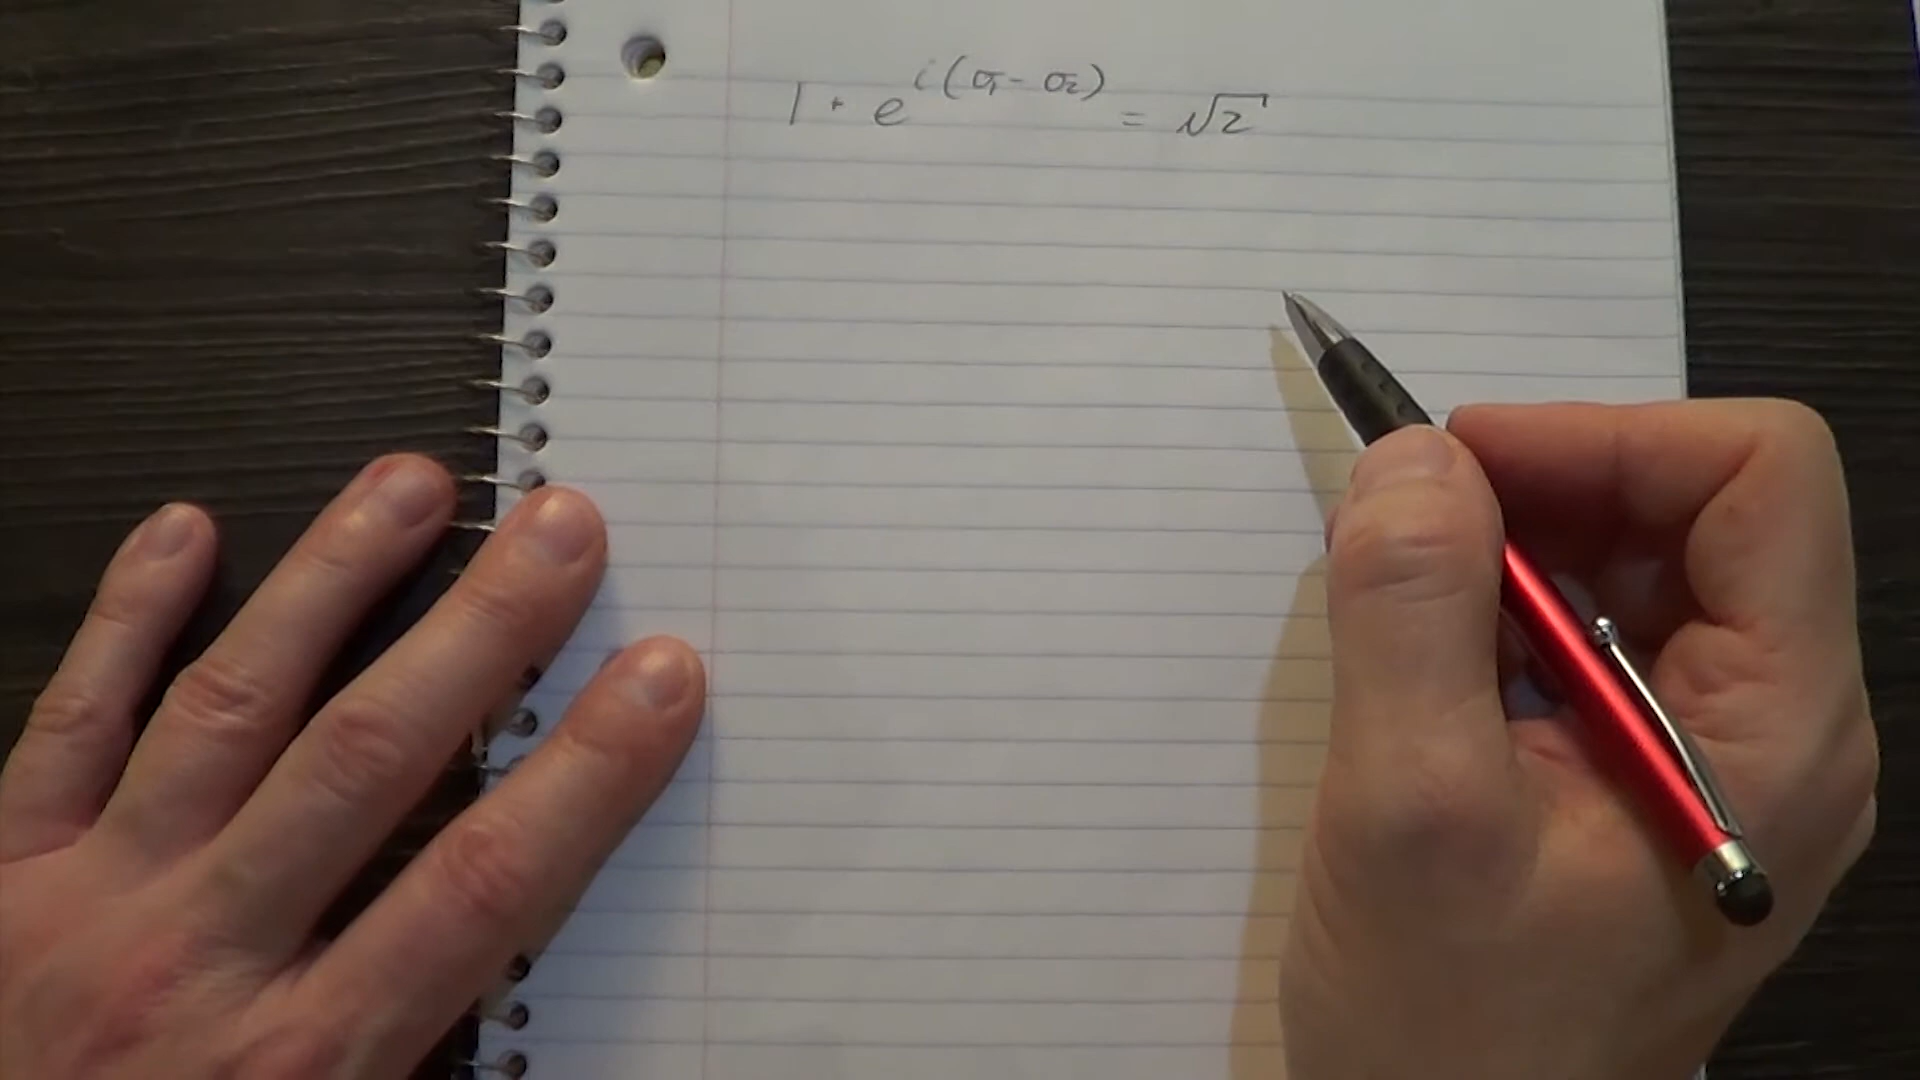 1 + e^{i(σ₁ - σ₂)} = √2